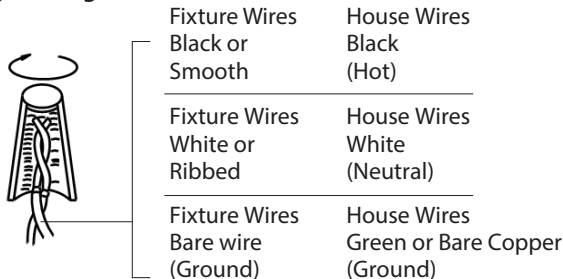 Fixture Wires House Wires
Black or Black
Smooth (Hot)
Fixture Wires House Wires
White or White
Ribbed (Neutral)
Fixture Wires House Wires
Bare wire Green or Bare Copper
(Ground) (Ground)